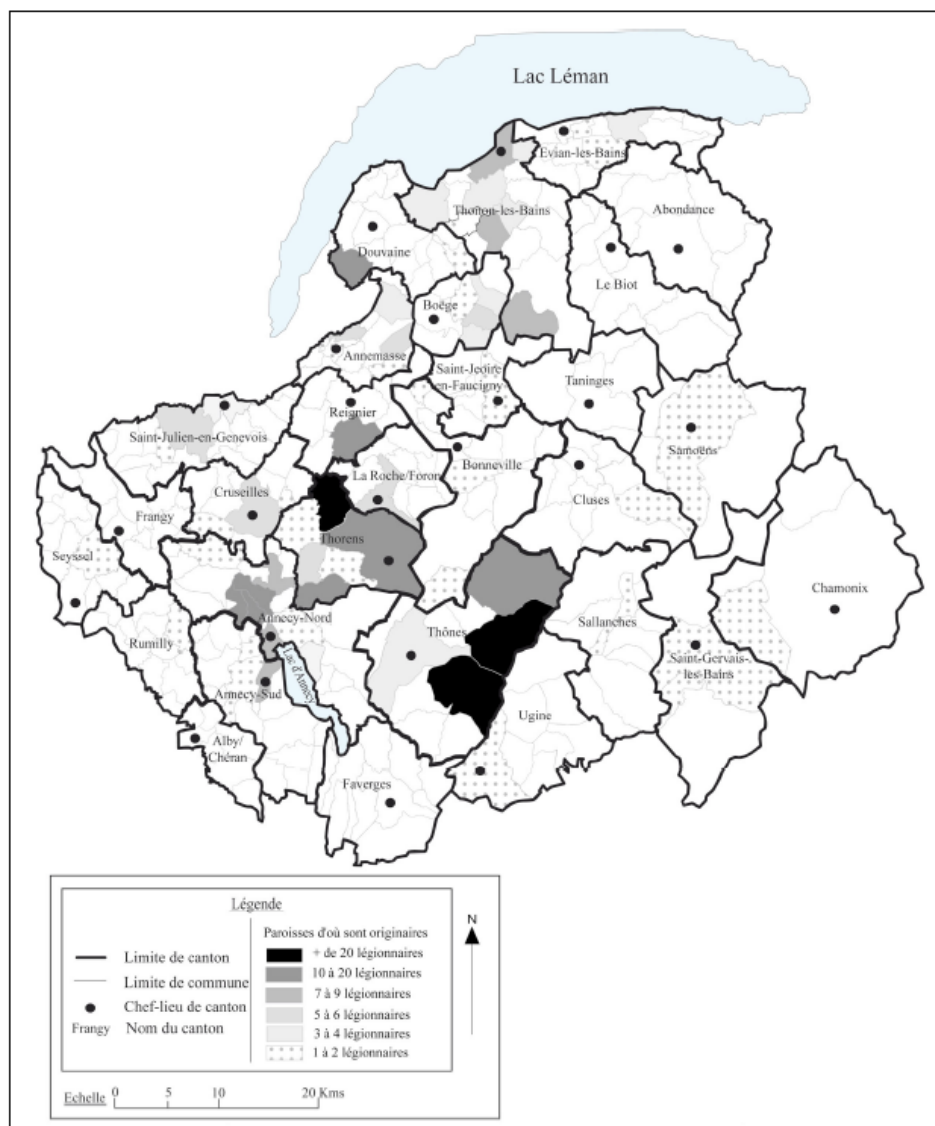 Lac Léman
Evian-les-Bains
Thonon-les-Bains
Abondance
Douvaine
Le Biot
Boëge
Annemasse
Saint-Jeoire
en-Faucigny
Taninges
Reignier
Saint-Julien-en-Genevois
Samoëns
La Roche/Foron
Bonneville
Cruseilles
Cluses
Frangy
Thorens
Seyssel
Chamonix
Annecy-Nord
Thônes
Sallanches
Rumilly
Saint-Gervais-
les-Bains
Lac d'Annecy
Annecy-Sud
Ugine
Alby/
Chéran
Faverges
Légende
Paroisses d'où sont originaires
+ de 20 légionnaires
10 à 20 légionnaires
7 à 9 légionnaires
5 à 6 légionnaires
3 à 4 légionnaires
1 à 2 légionnaires
Limite de canton
Limite de commune
Chef-lieu de canton
Frangy Nom du canton
N
Echelle 0 5 10 20 Kms